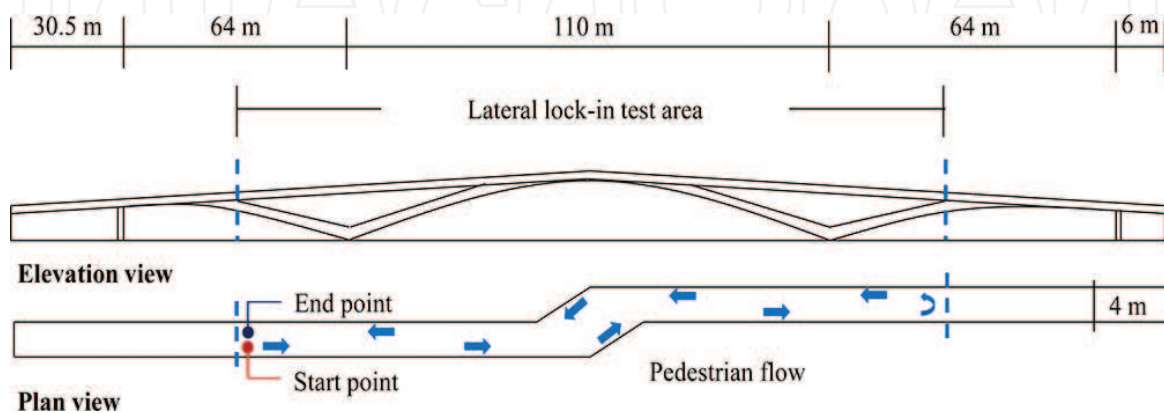 30.5 m 64 m 110 m 64 m 6 m
Lateral lock-in test area
Elevation view
End point
4 m
Start point
Pedestrian flow
Plan view